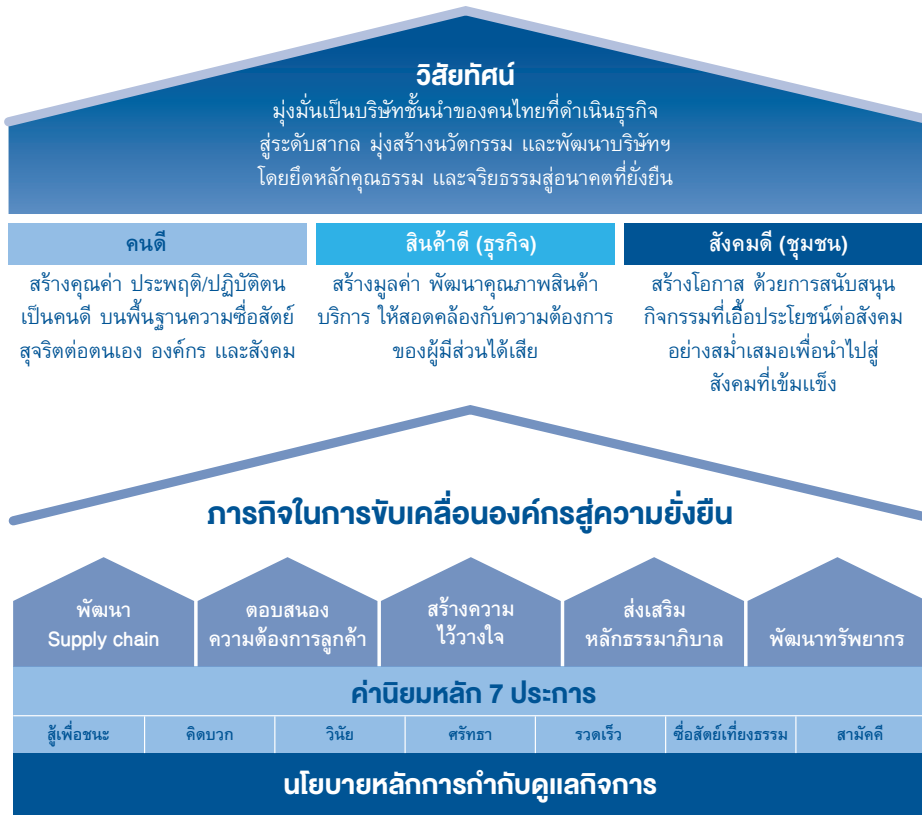 วิสัยทัศน์
มุ่งมั่นเป็นบริษัทชั้นนำของคนไทยที่ดำเนินธุรกิจ
สู่ระดับสากล มุ่งสร้างนวัตกรรม และพัฒนาบริษัทฯ
โดยยึดหลักคุณธรรม และจริยธรรมสู่อนาคตที่ยั่งยืน
คนดี
สร้างคุณค่า ประพฤติ/ปฏิบัติตน
เป็นคนดี บนพื้นฐานความซื่อสัตย์
สุจริตต่อตนเอง องค์กร และสังคม
สินค้าดี (ธุรกิจ)
สร้างมูลค่า พัฒนาคุณภาพสินค้า
บริการ ให้สอดคล้องกับความต้องการ
ของผู้มีส่วนได้เสีย
สังคมดี (ชุมชน)
สร้างโอกาส ด้วยการสนับสนุน
กิจกรรมที่เอื้อประโยชน์ต่อสังคม
อย่างสม่ำเสมอเพื่อนำไปสู่
สังคมที่เข้มแข็ง
ภารกิจในการขับเคลื่อนองค์กรสู่ความยั่งยืน
พัฒนา
Supply chain
ตอบสนอง
ความต้องการลูกค้า
สร้างความ
ไว้วางใจ
ส่งเสริม
หลักธรรมาภิบาล
พัฒนาทรัพยากร
ค่านิยมหลัก 7 ประการ
สู้เพื่อชนะ
คิดบวก
วินัย
ศรัทธา
รวดเร็ว
ซื่อสัตย์เที่ยงธรรม
สามัคคี
นโยบายหลักการกำกับดูแลกิจการ